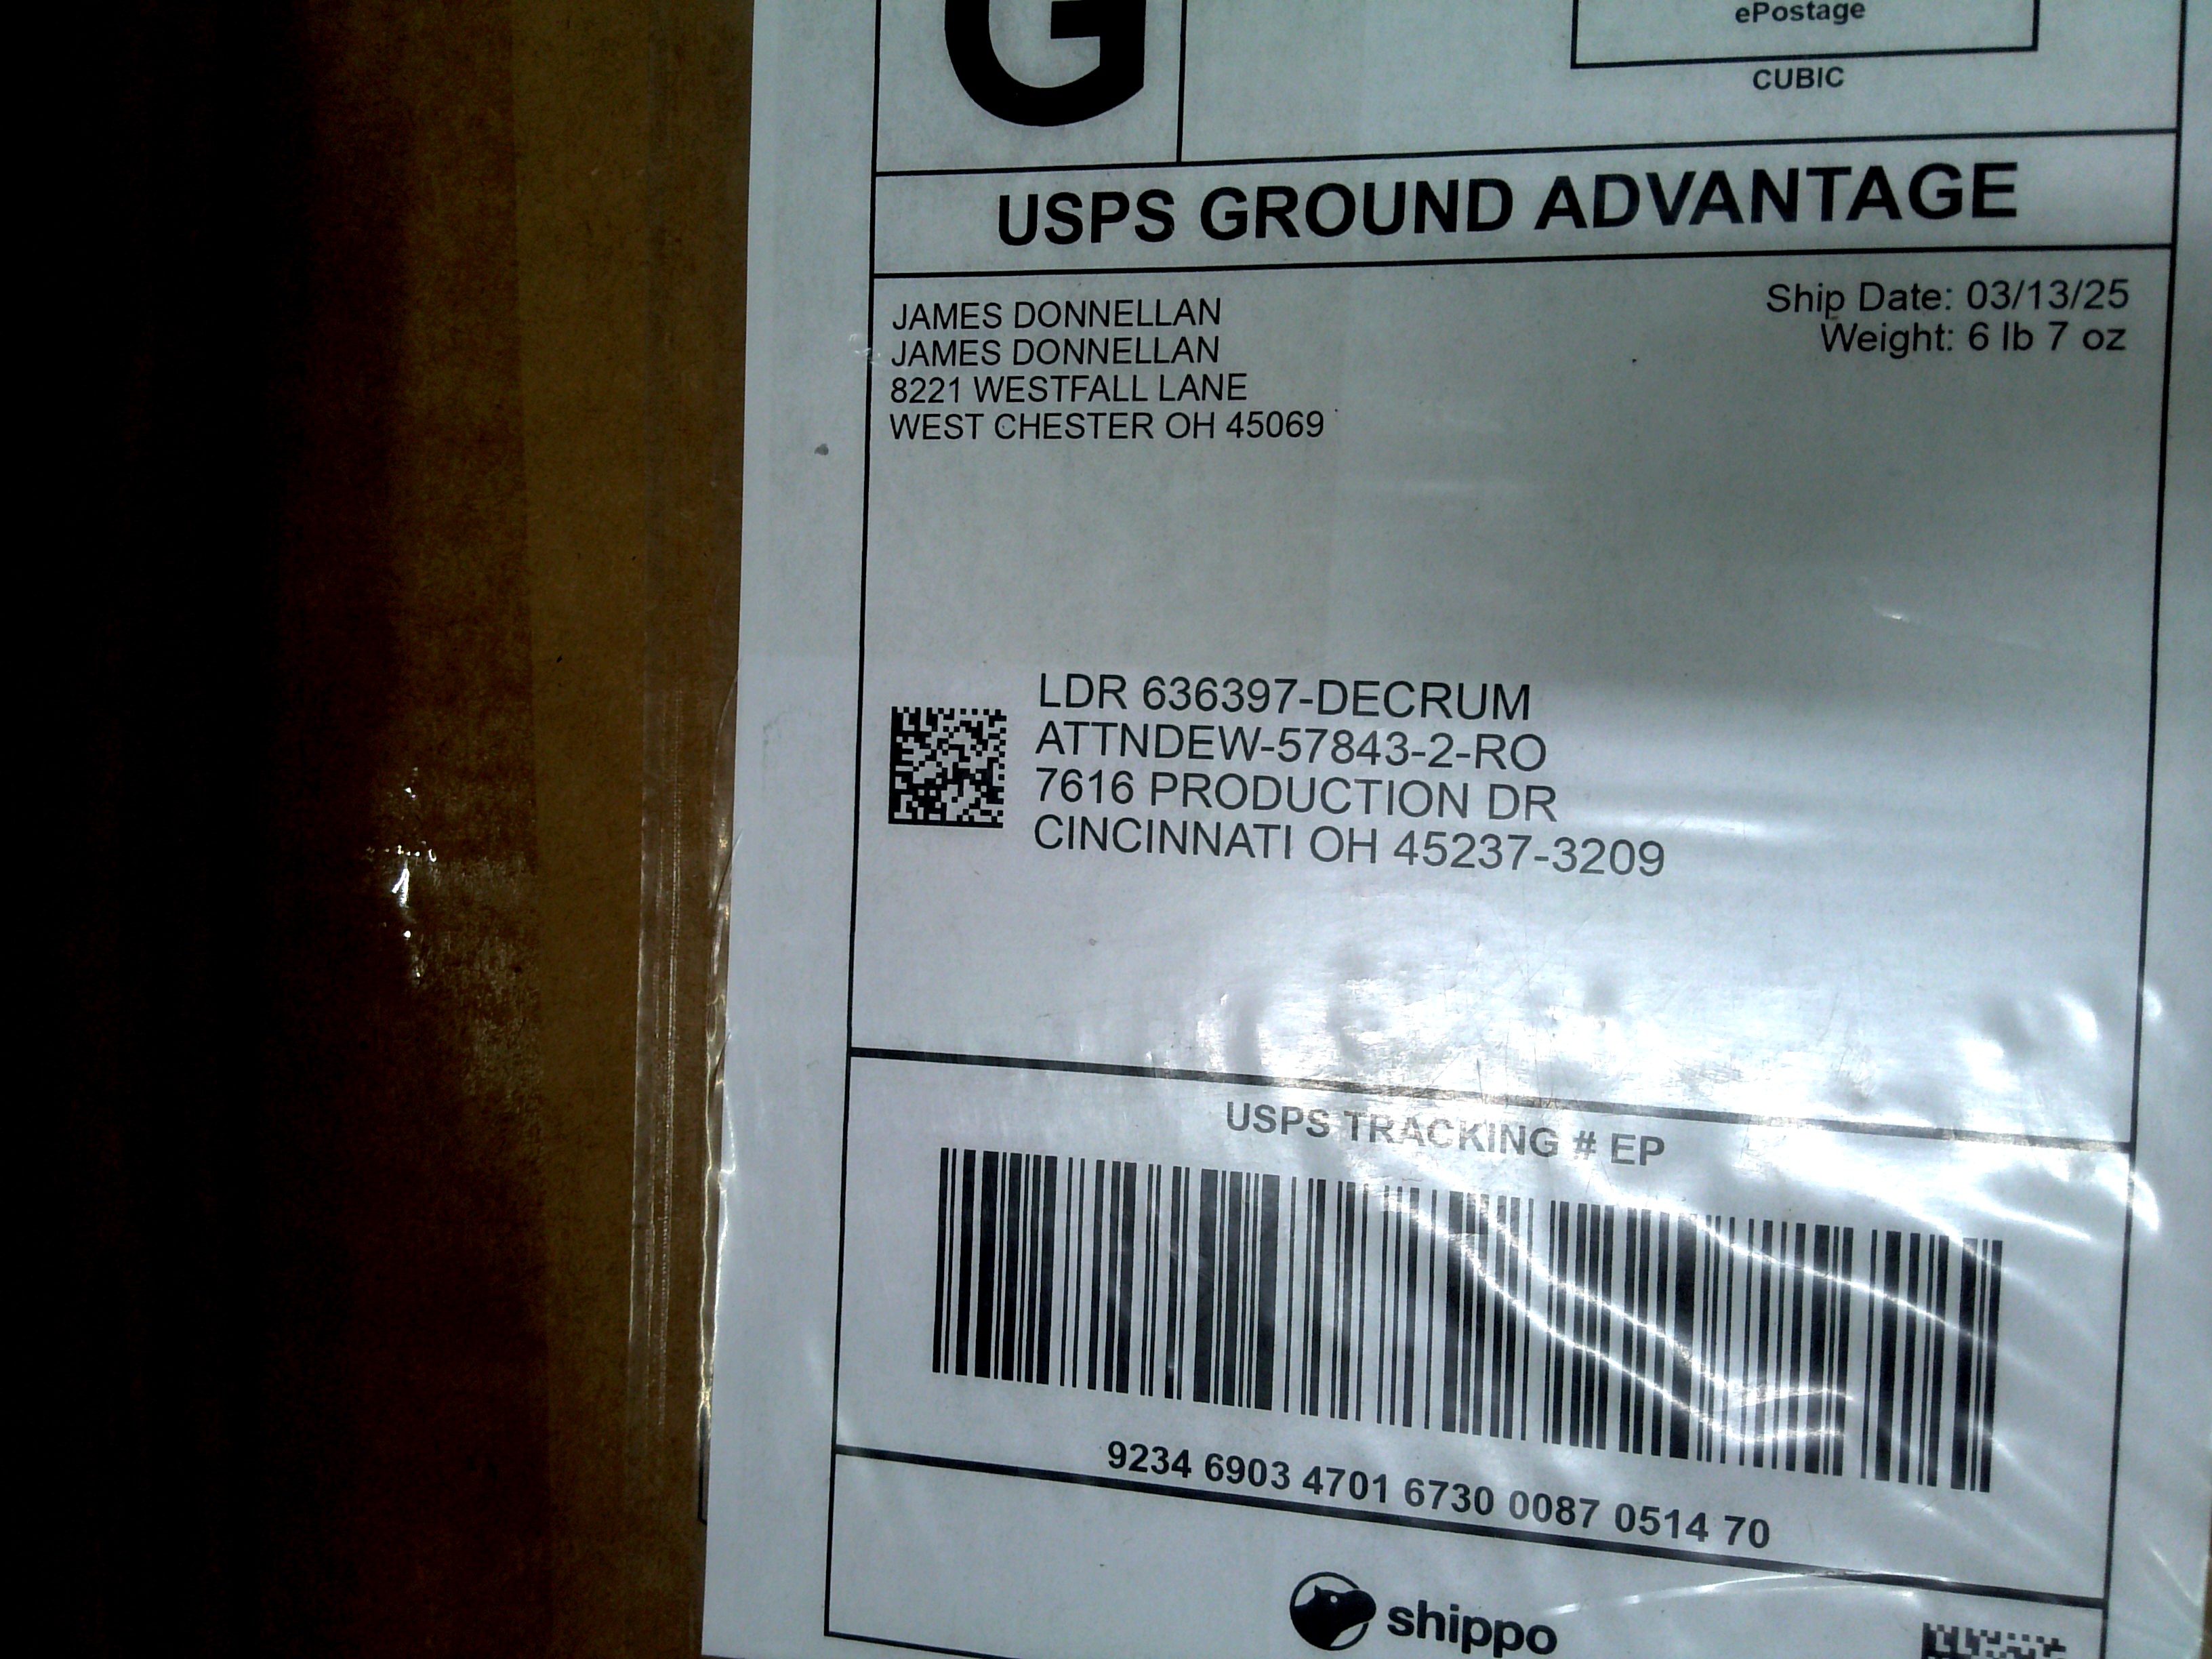 G
ePostage
CUBIC
USPS GROUND ADVANTAGE
JAMES DONNELLAN
JAMES DONNELLAN
8221 WESTFALL LANE
WEST CHESTER OH 45069
Ship Date: 03/13/25
Weight: 6 lb 7 oz
LDR 636397-DECRUM
ATTNDEW-57843-2-RO
7616 PRODUCTION DR
CINCINNATI OH 45237-3209
USPS TRACKING # EP
9234 6903 4701 6730 0087 0514 70
shippo